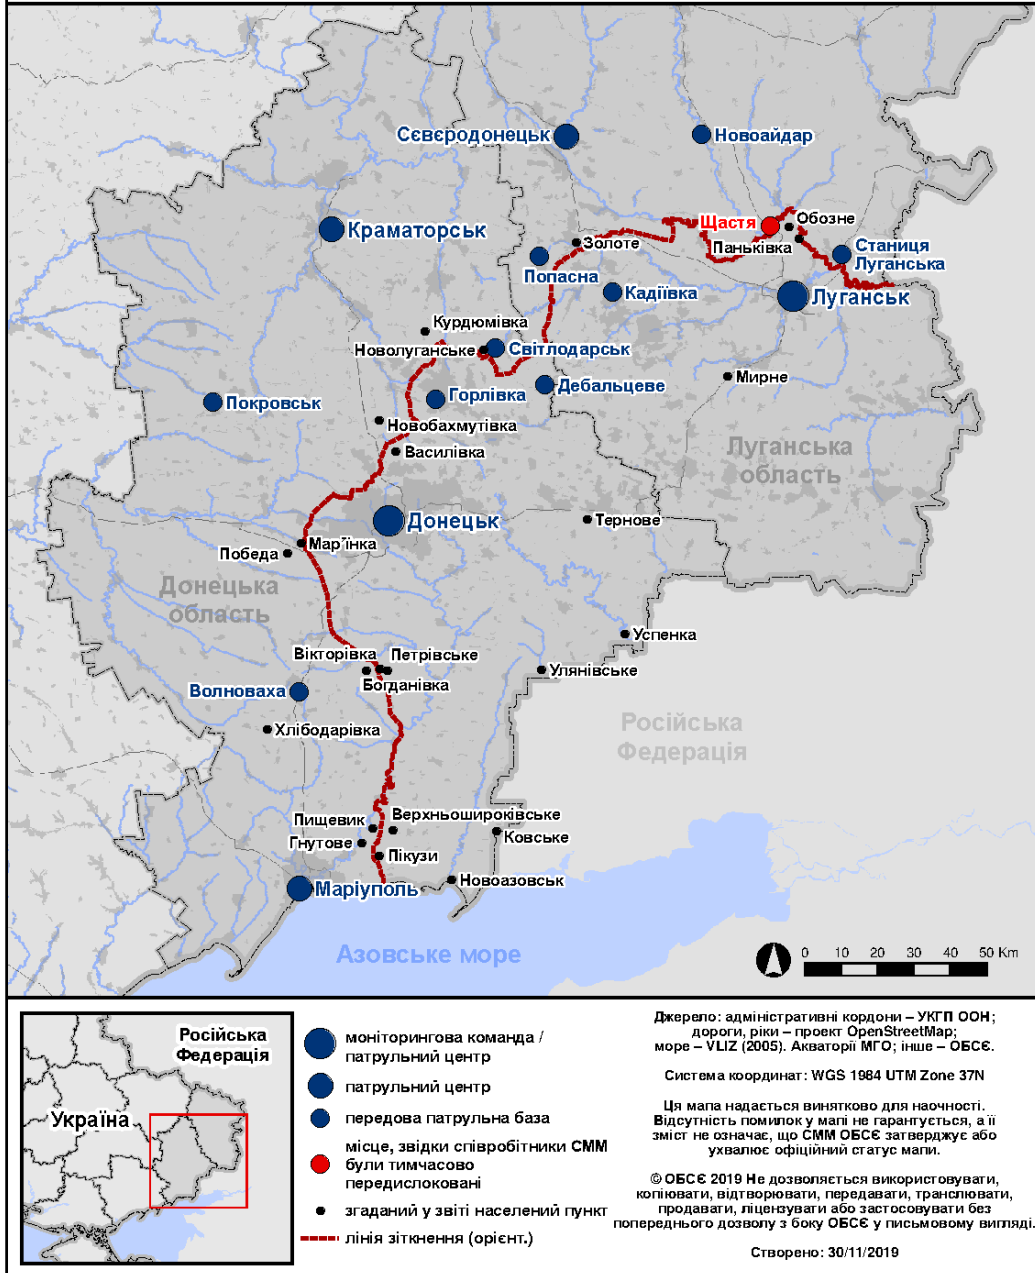 Сєвєродонецьк
Новоайдар
Щастя
Обозне
Краматорськ
Золоте
Паньківка
Станиця
Луганська
Попасна
Кадіївка
Луганськ
Курдюмівка
Новолуганське
Світлодарськ
Мирне
Дебальцеве
Покровськ
Горлівка
Новобахмутівка
Василівка
Луганська
область
Донецьк
Тернове
Мар'їнка
Победа
Донецька
область
Успенка
Вікторівка
Петрівське
Улянівське
Богданівка
Волноваха
Хлібодарівка
Російська
Федерація
Пищевик
Верхньошироківське
Гнутове
Ковське
Пікузи
Новоазовськ
Маріуполь
Азовське море
0 10 20 30 40 50 Km
Російська
Федерація
Україна
моніторингова команда /
патрульний центр
патрульний центр
передова патрульна база
місце, звідки співробітники СММ
були тимчасово
передислоковані
згаданий у звіті населений пункт
лінія зіткнення (орієнт.)
Джерело: адміністративні кордони – УКГП ООН;
дороги, ріки – проект OpenStreetMap;
море – VLIZ (2005). Акваторії МГО; інше – ОБСЄ.
Система координат: WGS 1984 UTM Zone 37N
Ця мапа надається винятково для наочності.
Відсутність помилок у мапі не гарантується, а її
зміст не означає, що СММ ОБСЄ затверджує або
ухвалює офіційний статус мапи.
© ОБСЄ 2019 Не дозволяється використовувати,
копіювати, відтворювати, передавати, транслювати,
продавати, ліцензувати або застосовувати без
попереднього дозволу з боку ОБСЄ у письмовому вигляді.
Створено: 30/11/2019